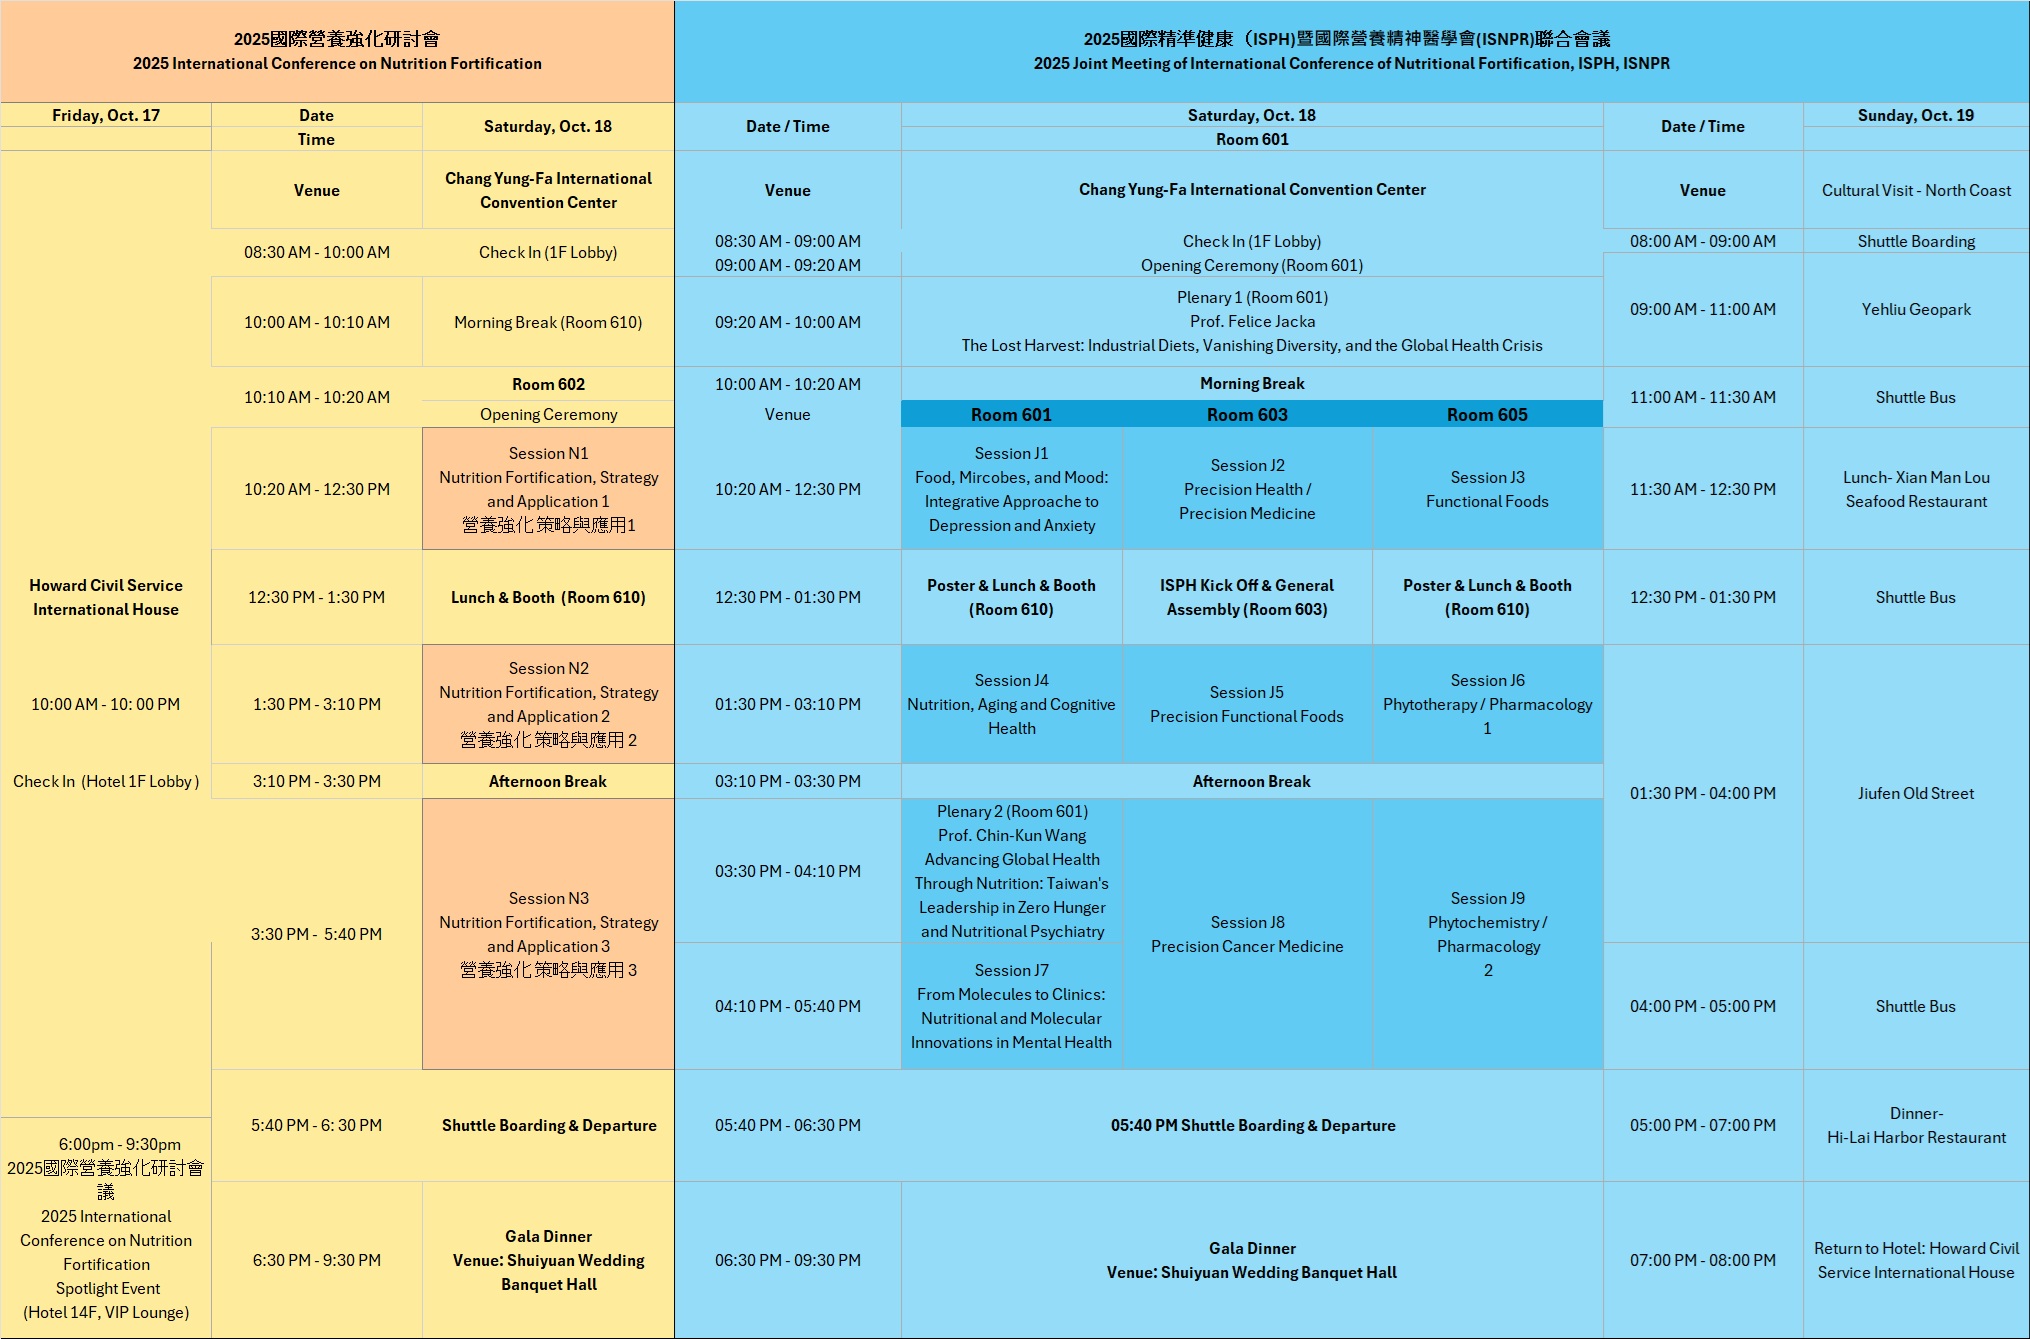 2025國際營養強化研討會
2025 International Conference on Nutrition Fortification
2025國際精準健康（ISPH)暨國際營養精神醫學會(ISNPR)聯合會議
2025 Joint Meeting of International Conference of Nutritional Fortification, ISPH, ISNPR
Friday, Oct. 17
Date
Time
Saturday, Oct. 18
Date / Time
Saturday, Oct. 18
Room 601
Date / Time
Sunday, Oct. 19
Venue
Chang Yung-Fa International
Convention Center
Venue
Chang Yung-Fa International Convention Center
Venue
Cultural Visit - North Coast
08:30 AM - 10:00 AM
Check In (1F Lobby)
08:30 AM - 09:00 AM
Check In (1F Lobby)
08:00 AM - 09:00 AM
Shuttle Boarding
09:00 AM - 09:20 AM
Opening Ceremony (Room 601)
10:00 AM - 10:10 AM
Morning Break (Room 610)
09:20 AM - 10:00 AM
Plenary 1 (Room 601)
Prof. Felice Jacka
The Lost Harvest: Industrial Diets, Vanishing Diversity, and the Global Health Crisis
09:00 AM - 11:00 AM
Yehliu Geopark
10:10 AM - 10:20 AM
Room 602
Opening Ceremony
10:00 AM - 10:20 AM
Morning Break
Venue
Room 601
Room 603
Room 605
11:00 AM - 11:30 AM
Shuttle Bus
10:20 AM - 12:30 PM
Session N1
Nutrition Fortification, Strategy
and Application 1
營養強化 策略與應用1
10:20 AM - 12:30 PM
Session J1
Food, Mircobes, and Mood:
Integrative Approache to
Depression and Anxiety
Session J2
Precision Health /
Precision Medicine
Session J3
Functional Foods
11:30 AM - 12:30 PM
Lunch- Xian Man Lou
Seafood Restaurant
Howard Civil Service
International House
12:30 PM - 1:30 PM
Lunch & Booth (Room 610)
12:30 PM - 01:30 PM
Poster & Lunch & Booth
(Room 610)
ISPH Kick Off & General
Assembly (Room 603)
Poster & Lunch & Booth
(Room 610)
12:30 PM - 01:30 PM
Shuttle Bus
10:00 AM - 10: 00 PM
1:30 PM - 3:10 PM
Session N2
Nutrition Fortification, Strategy
and Application 2
營養強化 策略與應用 2
01:30 PM - 03:10 PM
Session J4
Nutrition, Aging and Cognitive
Health
Session J5
Precision Functional Foods
Session J6
Phytotherapy / Pharmacology
1
Check In (Hotel 1F Lobby )
3:10 PM - 3:30 PM
Afternoon Break
03:10 PM - 03:30 PM
Afternoon Break
01:30 PM - 04:00 PM
Jiufen Old Street
3:30 PM - 5:40 PM
Session N3
Nutrition Fortification, Strategy
and Application 3
營養強化 策略與應用 3
03:30 PM - 04:10 PM
Plenary 2 (Room 601)
Prof. Chin-Kun Wang
Advancing Global Health
Through Nutrition: Taiwan's
Leadership in Zero Hunger
and Nutritional Psychiatry
Session J8
Precision Cancer Medicine
Session J9
Phytochemistry /
Pharmacology
2
04:10 PM - 05:40 PM
Session J7
From Molecules to Clinics:
Nutritional and Molecular
Innovations in Mental Health
04:00 PM - 05:00 PM
Shuttle Bus
5:40 PM - 6: 30 PM
Shuttle Boarding & Departure
05:40 PM - 06:30 PM
05:40 PM Shuttle Boarding & Departure
05:00 PM - 07:00 PM
Dinner-
Hi-Lai Harbor Restaurant
6:00pm - 9:30pm
2025國際營養強化研討會
議
2025 International
Conference on Nutrition
Fortification
Spotlight Event
(Hotel 14F, VIP Lounge)
6:30 PM - 9:30 PM
Gala Dinner
Venue: Shuiyuan Wedding
Banquet Hall
06:30 PM - 09:30 PM
Gala Dinner
Venue: Shuiyuan Wedding Banquet Hall
07:00 PM - 08:00 PM
Return to Hotel: Howard Civil
Service International House